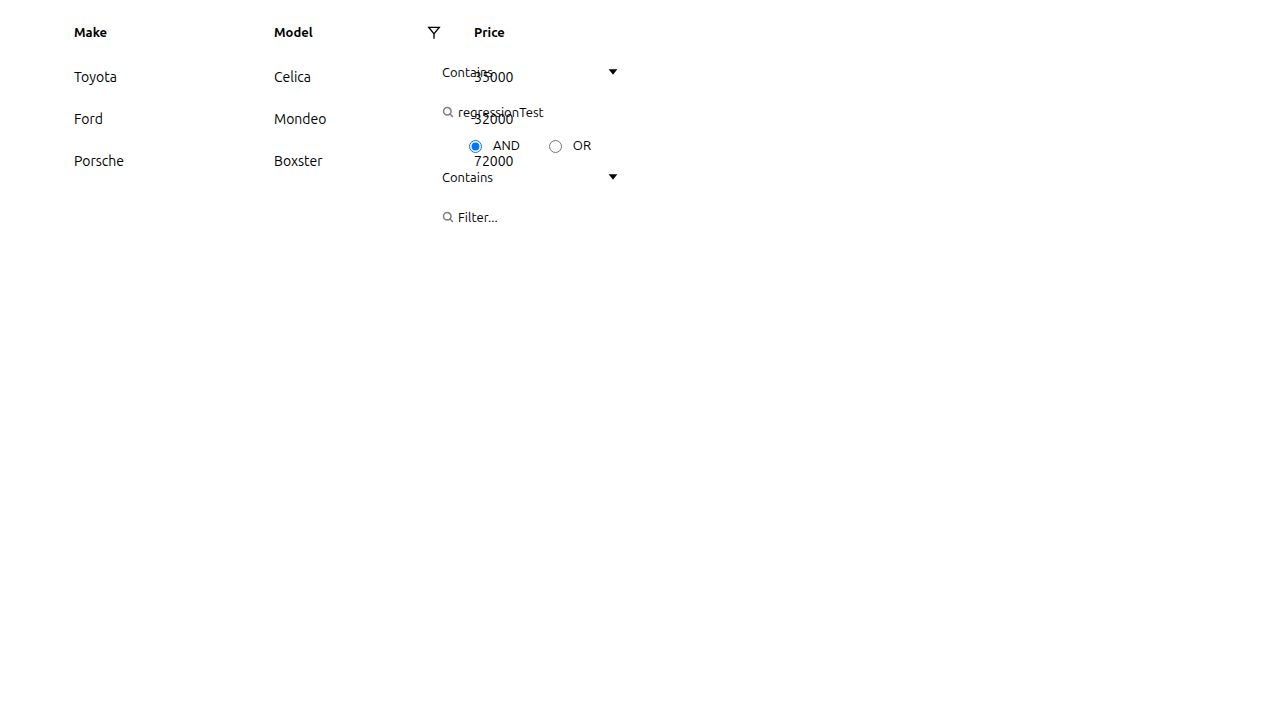 Make Model Price
Toyota Celica 35000
Ford Mondeo 32000
Porsche Boxster 72000
Contains
regressionTest
AND OR
Contains
Filter...